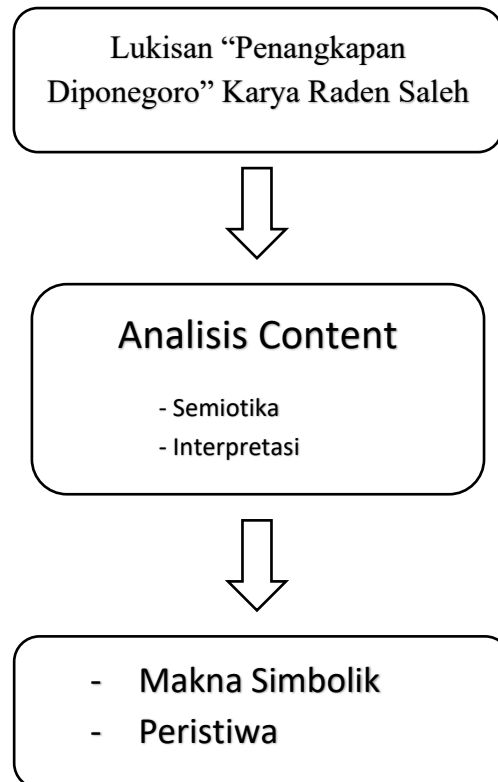 Lukisan “Penangkapan
Diponegoro” Karya Raden Saleh
Analisis Content
- Semiotika
- Interpretasi
- Makna Simbolik
- Peristiwa